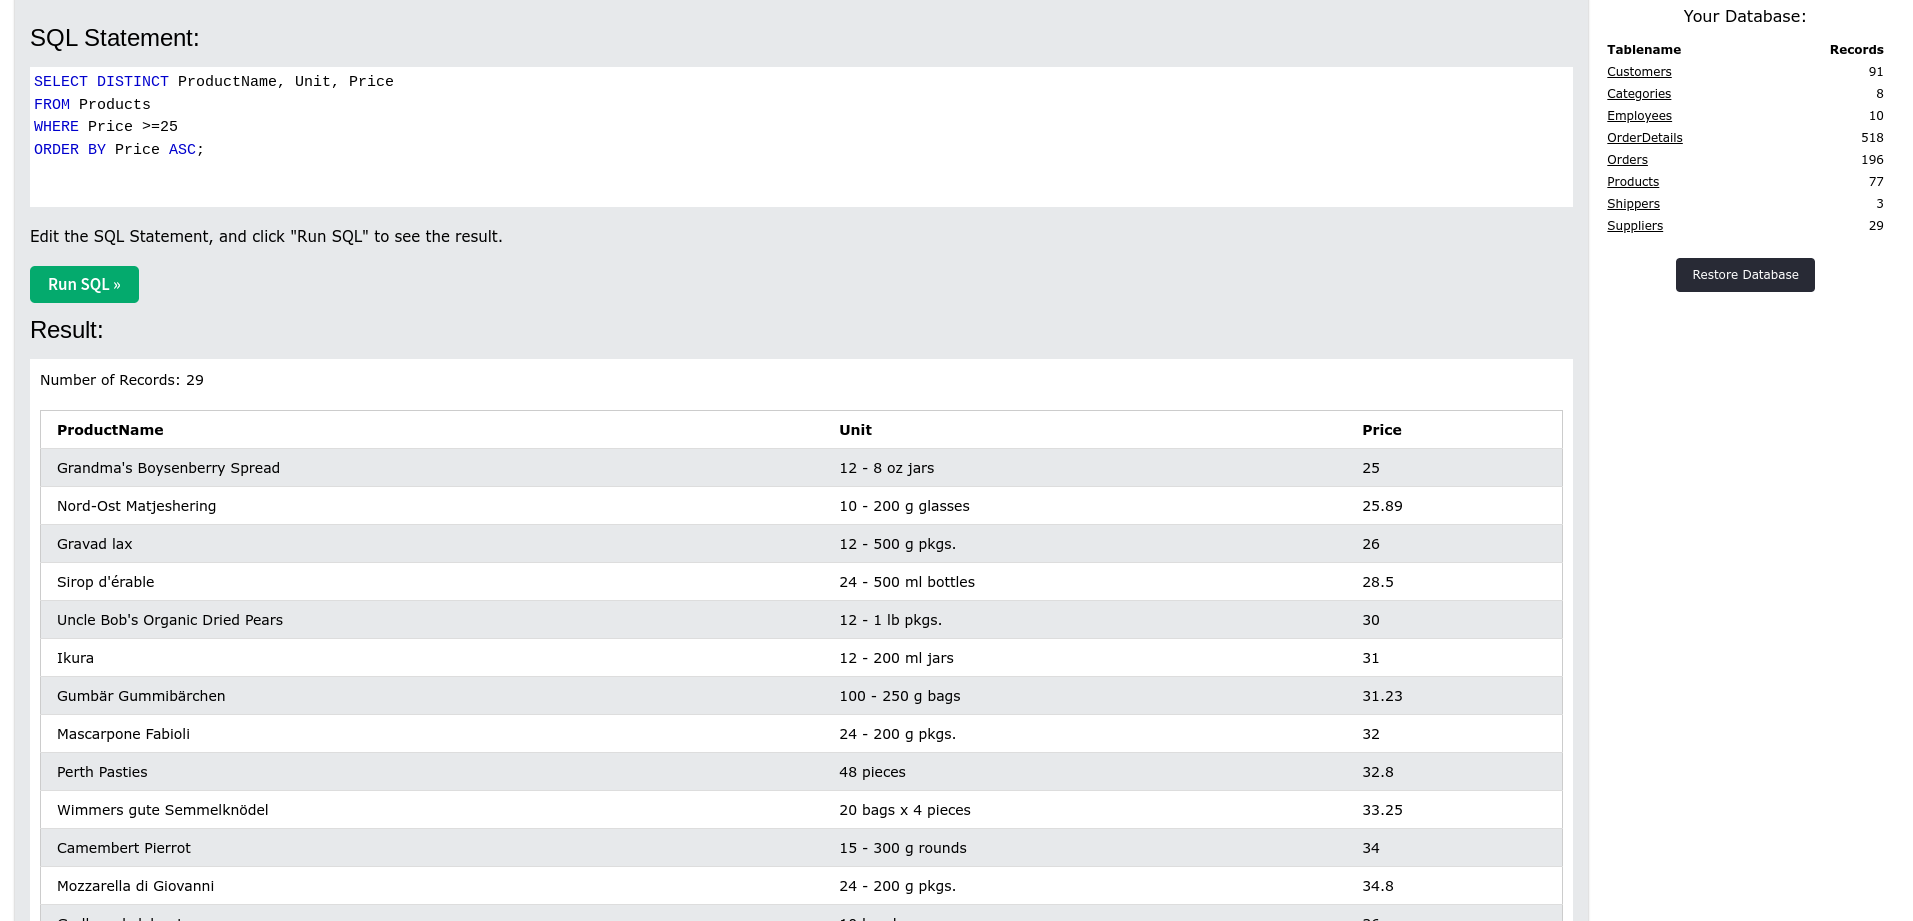 SQL Statement:
SELECT DISTINCT ProductName, Unit, Price
FROM Products
WHERE Price >=25
ORDER BY Price ASC;
Edit the SQL Statement, and click "Run SQL" to see the result.
Run SQL »
Result:
Number of Records: 29
ProductName Unit Price
Grandma's Boysenberry Spread 12 - 8 oz jars 25
Nord-Ost Matjeshering 10 - 200 g glasses 25.89
Gravad lax 12 - 500 g pkgs. 26
Sirop d'érable 24 - 500 ml bottles 28.5
Uncle Bob's Organic Dried Pears 12 - 1 lb pkgs. 30
Ikura 12 - 200 ml jars 31
Gumbär Gummibärchen 100 - 250 g bags 31.23
Mascarpone Fabioli 24 - 200 g pkgs. 32
Perth Pasties 48 pieces 32.8
Wimmers gute Semmelknödel 20 bags x 4 pieces 33.25
Camembert Pierrot 15 - 300 g rounds 34
Mozzarella di Giovanni 24 - 200 g pkgs. 34.8
Your Database:
Tablename Records
Customers 91
Categories 8
Employees 10
OrderDetails 518
Orders 196
Products 77
Shippers 3
Suppliers 29
Restore Database